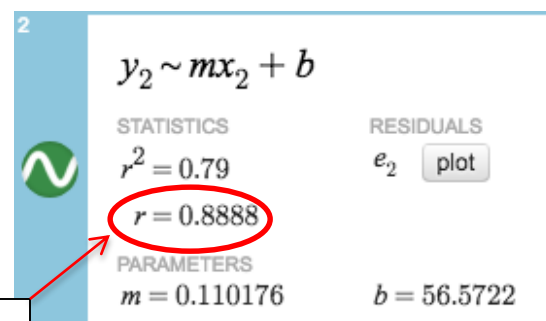 2
y₂ ~ mx₂ + b
STATISTICS RESIDUALS
r² = 0.79 e₂ plot
r = 0.8888
PARAMETERS
m = 0.110176 b = 56.5722